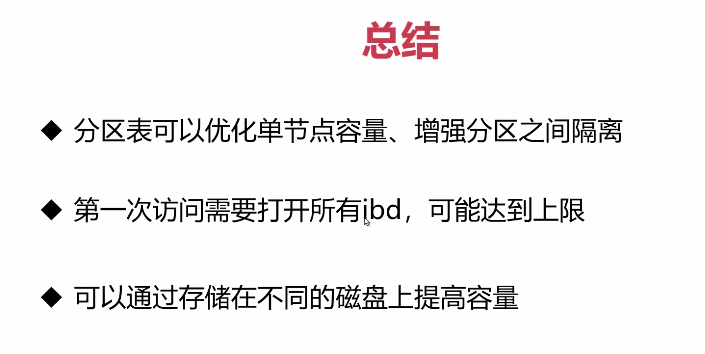 总结
◆ 分区表可以优化单节点容量、增强分区之间隔离
◆ 第一次访问需要打开所有ibd，可能达到上限
◆ 可以通过存储在不同的磁盘上提高容量